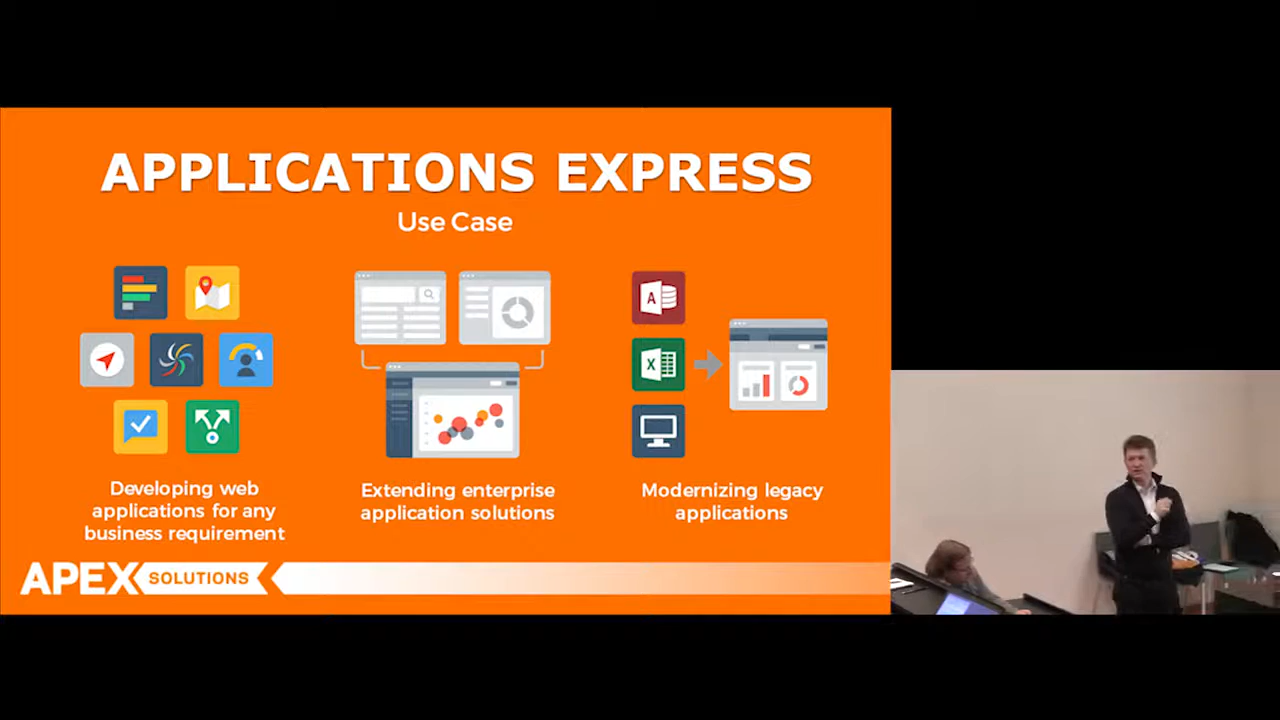 APPLICATIONS EXPRESS
Use Case
A
X
Developing web
applications for any
business requirement
Extending enterprise
application solutions
Modernizing legacy
applications
APEX SOLUTIONS